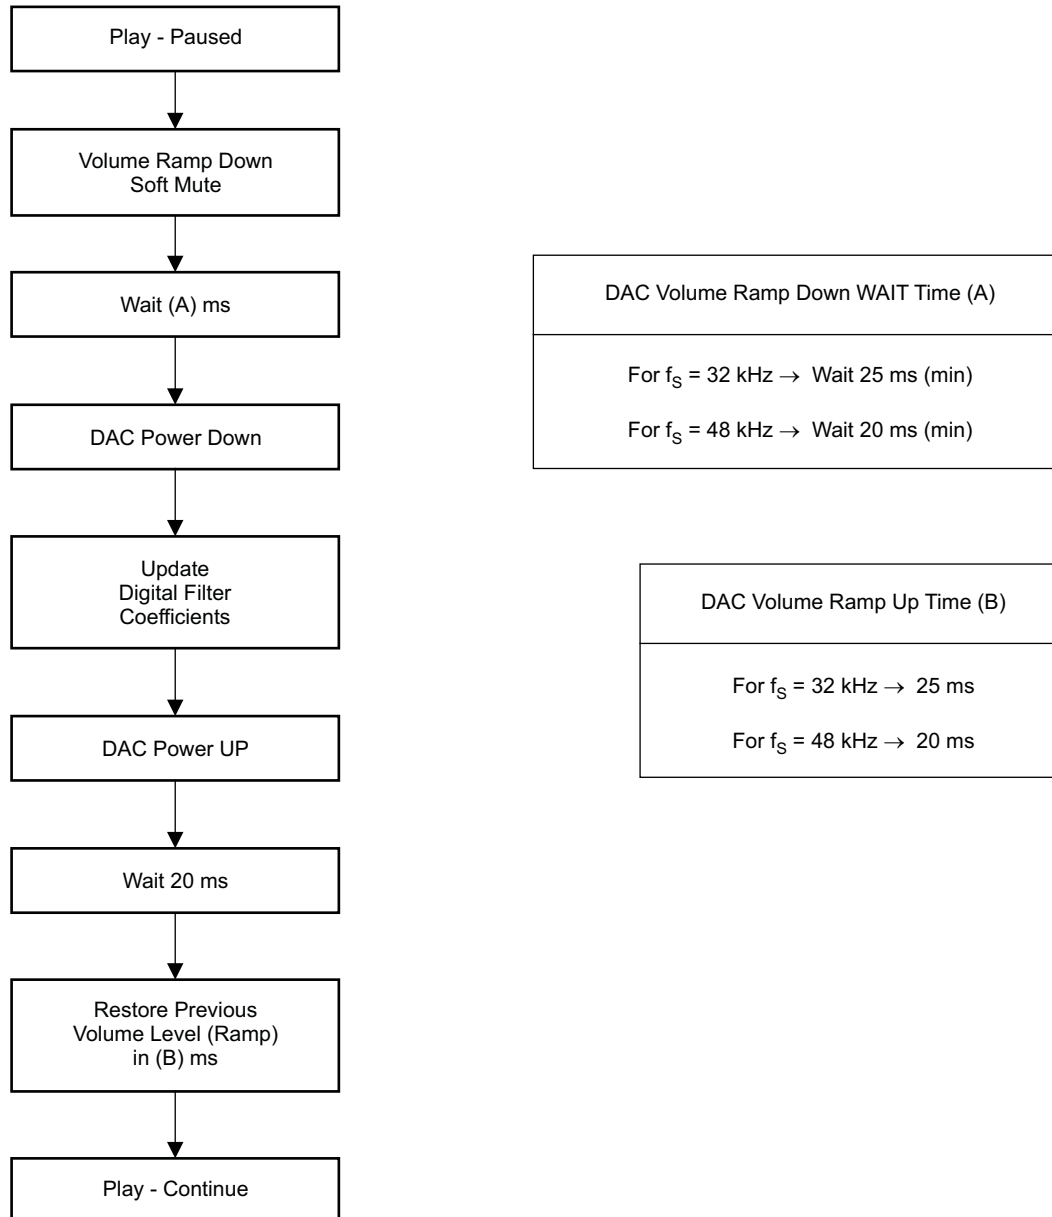 Play - Paused
Volume Ramp Down
Soft Mute
Wait (A) ms
DAC Power Down
Update
Digital Filter
Coefficients
DAC Power UP
Wait 20 ms
Restore Previous
Volume Level (Ramp)
in (B) ms
Play - Continue
DAC Volume Ramp Down WAIT Time (A)
For fS = 32 kHz → Wait 25 ms (min)
For fS = 48 kHz → Wait 20 ms (min)
DAC Volume Ramp Up Time (B)
For fS = 32 kHz → 25 ms
For fS = 48 kHz → 20 ms